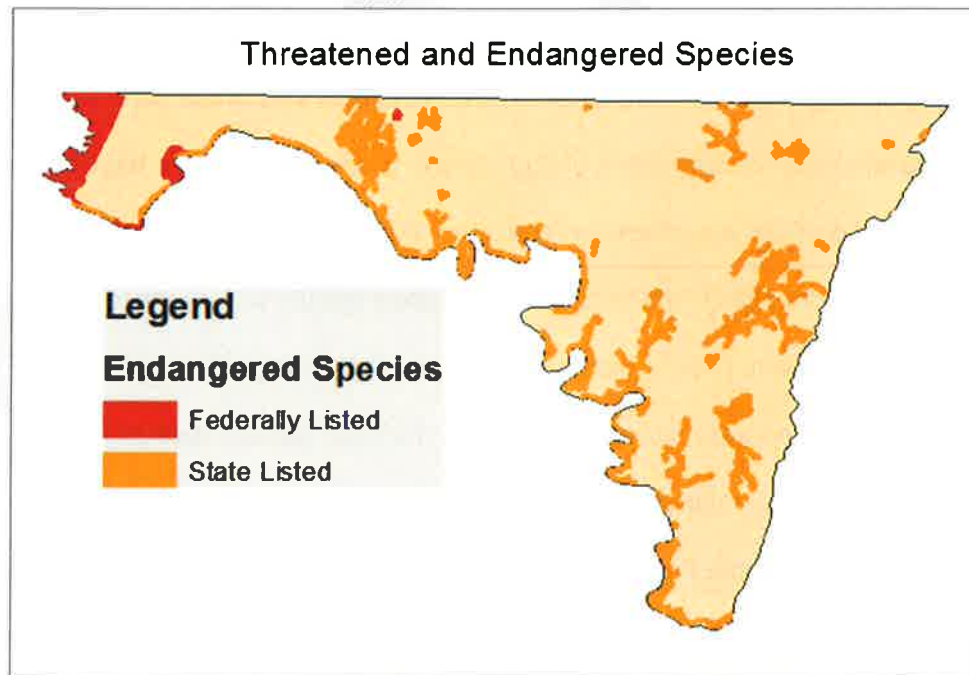 Threatened and Endangered Species
Legend
Endangered Species
Federally Listed
State Listed